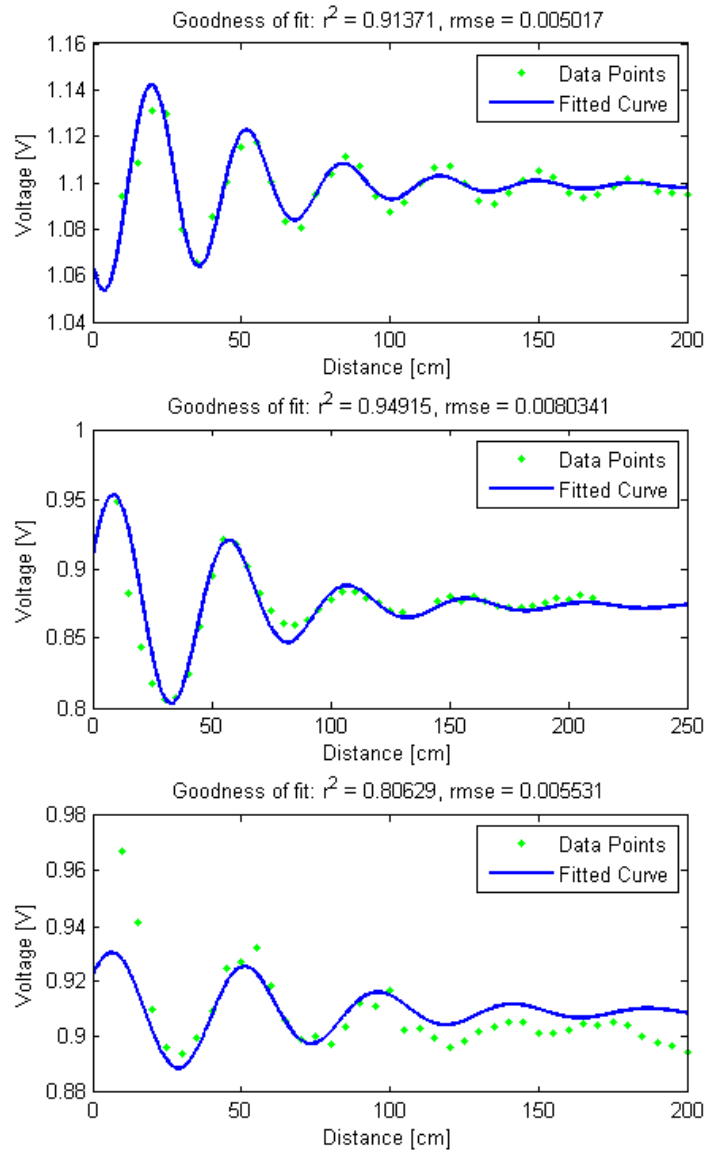 Goodness of fit: r² = 0.91371, rmse = 0.005017
1.16
1.14
1.12
1.1
1.08
1.06
1.04
Voltage [V]
Data Points
Fitted Curve
0 50 100 150 200
Distance [cm]
Goodness of fit: r² = 0.94915, rmse = 0.0080341
1
0.95
0.9
0.85
0.8
Voltage [V]
Data Points
Fitted Curve
0 50 100 150 200 250
Distance [cm]
Goodness of fit: r² = 0.80629, rmse = 0.005531
0.98
0.96
0.94
0.92
0.9
0.88
Voltage [V]
Data Points
Fitted Curve
0 50 100 150 200
Distance [cm]